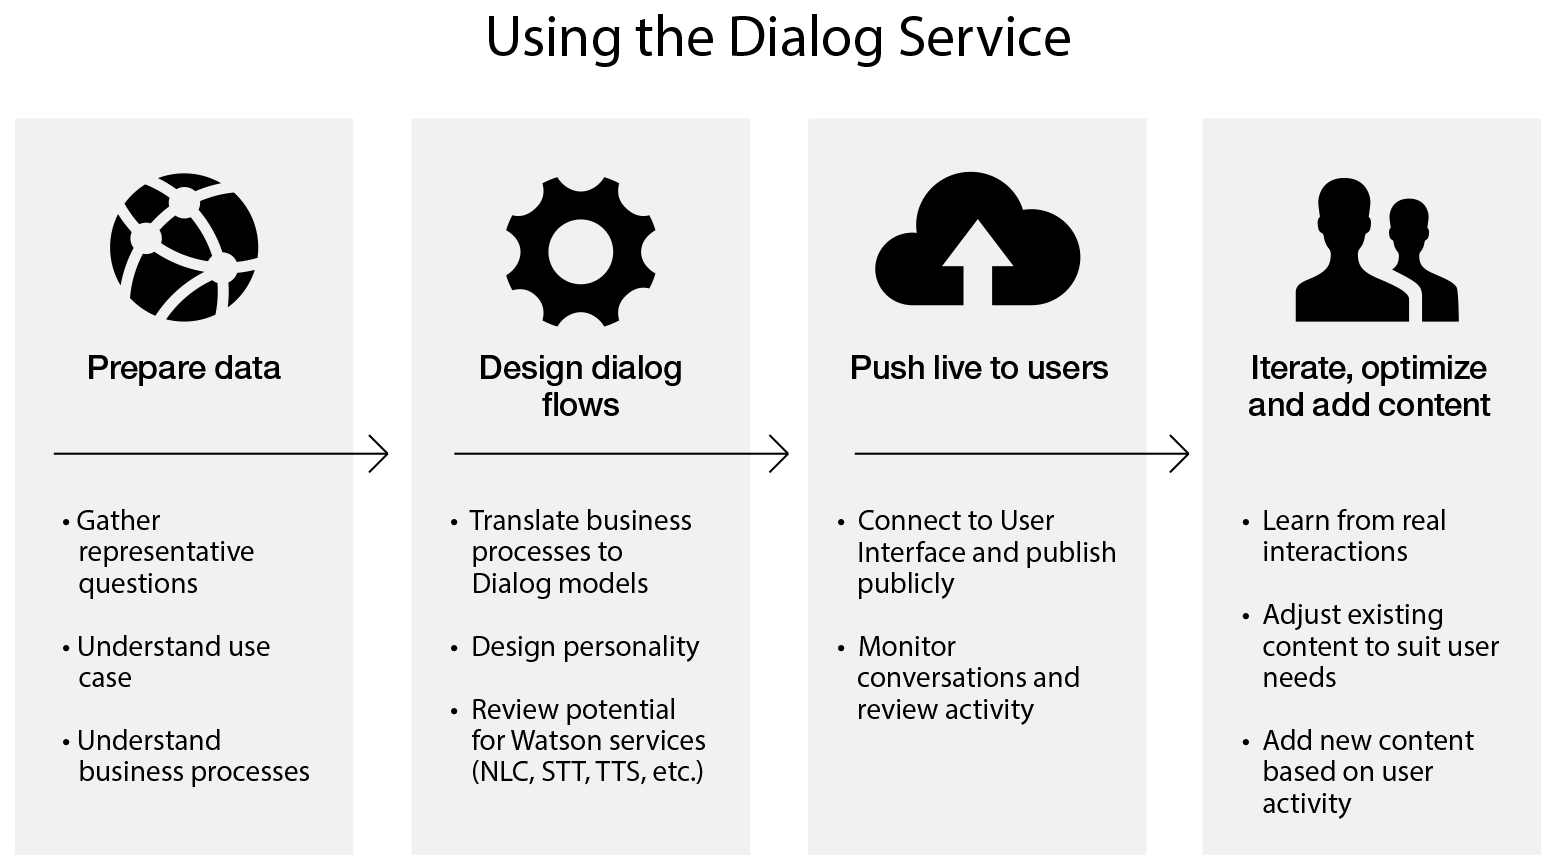 Using the Dialog Service
Prepare data
• Gather
representative
questions
• Understand use
case
• Understand
business processes
Design dialog
flows
• Translate business
processes to
Dialog models
• Design personality
• Review potential
for Watson services
(NLC, STT, TTS, etc.)
Push live to users
• Connect to User
Interface and publish
publicly
• Monitor
conversations and
review activity
Iterate, optimize
and add content
• Learn from real
interactions
• Adjust existing
content to suit user
needs
• Add new content
based on user
activity